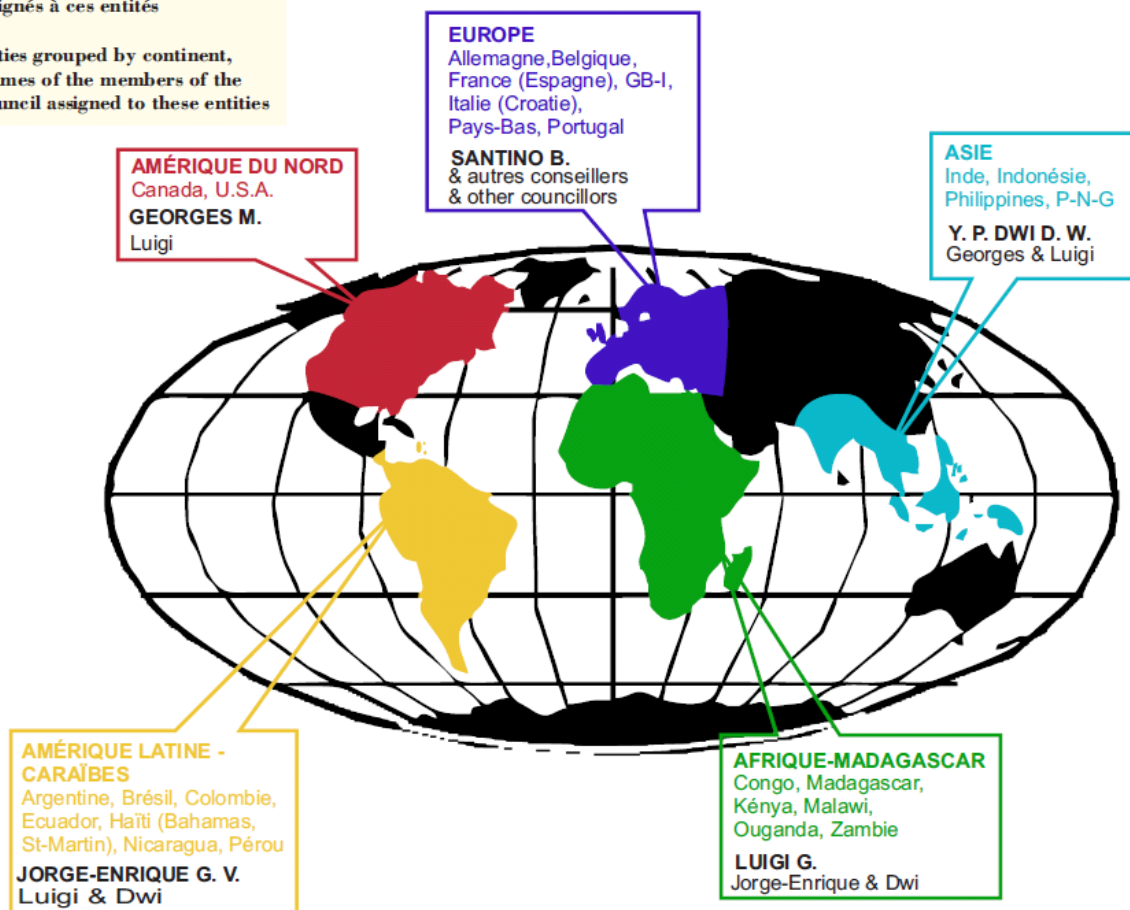 ignés à ces entités
ties grouped by continent,
mes of the members of the
uncil assigned to these entities
EUROPE
Allemagne,Belgique,
France (Espagne), GB-I,
Italie (Croatie),
Pays-Bas, Portugal
SANTINO B.
& autres conseillers
& other councillors
AMÉRIQUE DU NORD
Canada, U.S.A.
GEORGES M.
Luigi
ASIE
Inde, Indonésie,
Philippines, P-N-G
Y. P. DWI D. W.
Georges & Luigi
AMÉRIQUE LATINE -
CARAÏBES
Argentine, Brésil, Colombie,
Ecuador, Haïti (Bahamas,
St-Martin), Nicaragua, Pérou
JORGE-ENRIQUE G. V.
Luigi & Dwi
AFRIQUE-MADAGASCAR
Congo, Madagascar,
Kénya, Malawi,
Ouganda, Zambie
LUIGI G.
Jorge-Enrique & Dwi